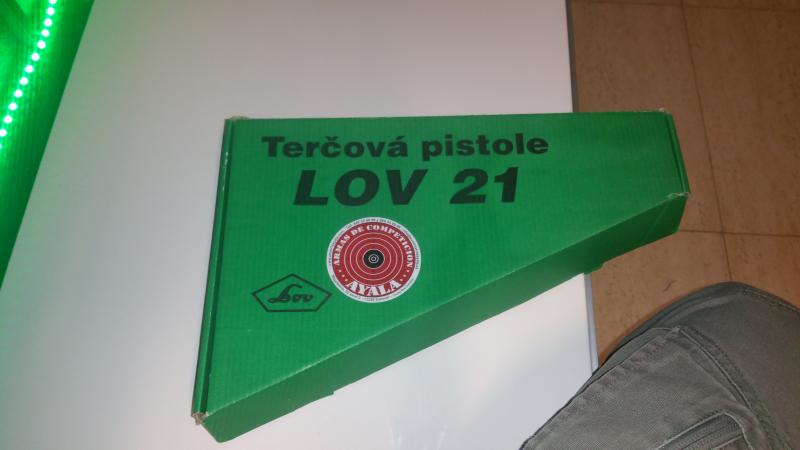 Terčová pistole
LOV 21
ARMAS DE COMPETICION
AYALA
Lov